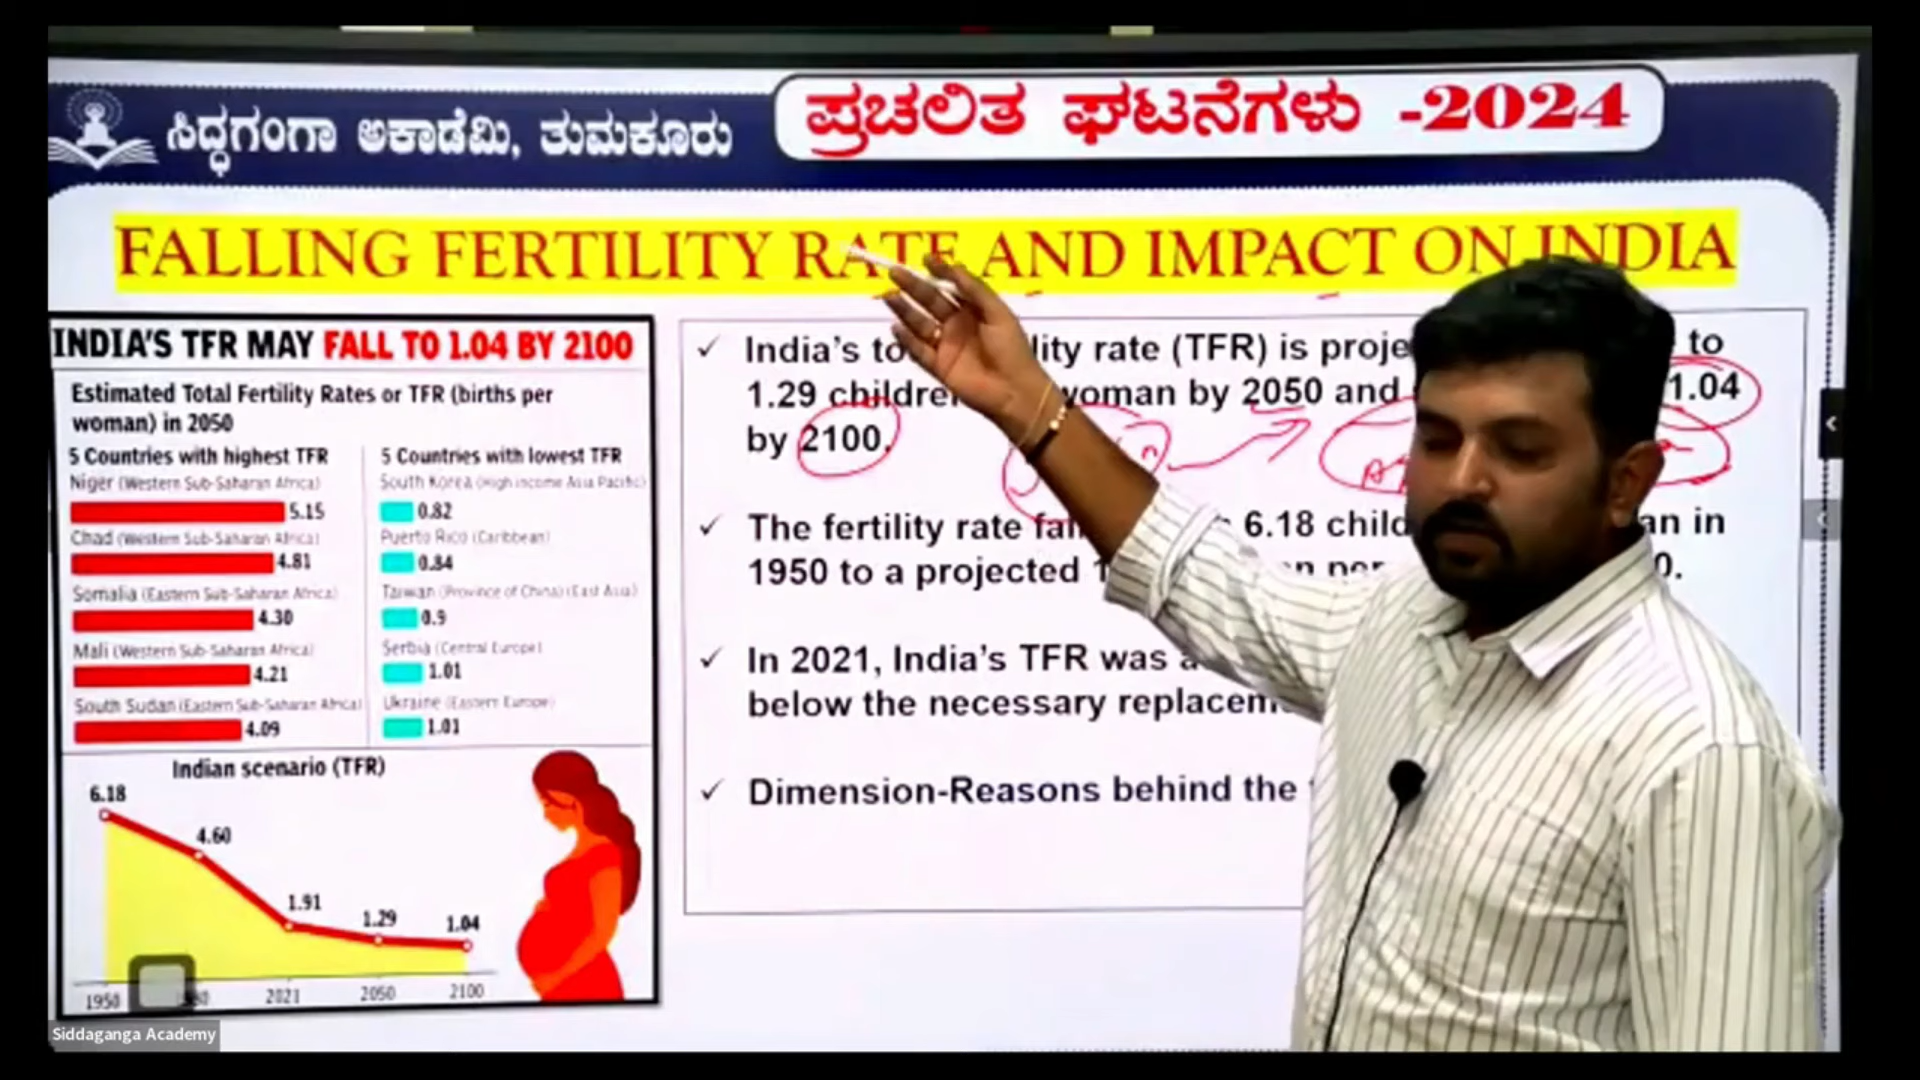 ಸಿದ್ಧಗಂಗಾ ಅಕಾಡೆಮಿ, ತುಮಕೂರು
ಪ್ರಚಲಿತ ಘಟನೆಗಳು -2024
FALLING FERTILITY RATE AND IMPACT ON INDIA
INDIA'S TFR MAY FALL TO 1.04 BY 2100
Estimated Total Fertility Rates or TFR (births per
woman) in 2050
5 Countries with highest TFR
Niger (Western Sub-Saharan Africa)
5.15
Chad (Western Sub-Saharan Africa)
4.81
Somalia (Eastern Sub-Saharan Africa)
4.30
Mali (Western Sub-Saharan Africa)
4.21
South Sudan (Eastern Sub-Saharan Africa)
4.09
5 Countries with lowest TFR
South Korea (High income Asia Pacific)
0.82
Puerto Rico (Caribbean)
0.84
Taiwan (Province of China) (East Asia)
0.9
Serbia (Central Europe)
1.01
Ukraine (Eastern Europe)
1.01
Indian scenario (TFR)
6.18
4.60
1.91
1.29
1.04
1950
2021
2050
2100
✓ India's lity rate (TFR) is to
1.29 woman by 2050 and 1.04
by 2100.
✓ The fertility rate 6.18 in
1950 to a projected
✓ In 2021, India's TFR was
below the necessary
✓ Dimension-Reasons behind the
Siddaganga Academy